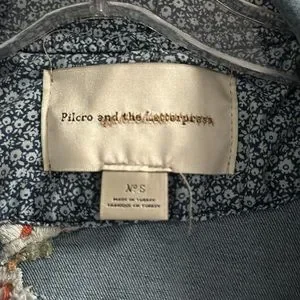 Pilcro and the Letterpress
Nº S
MADE IN TURKEY
FABRIQUÉ EN TURQUIE